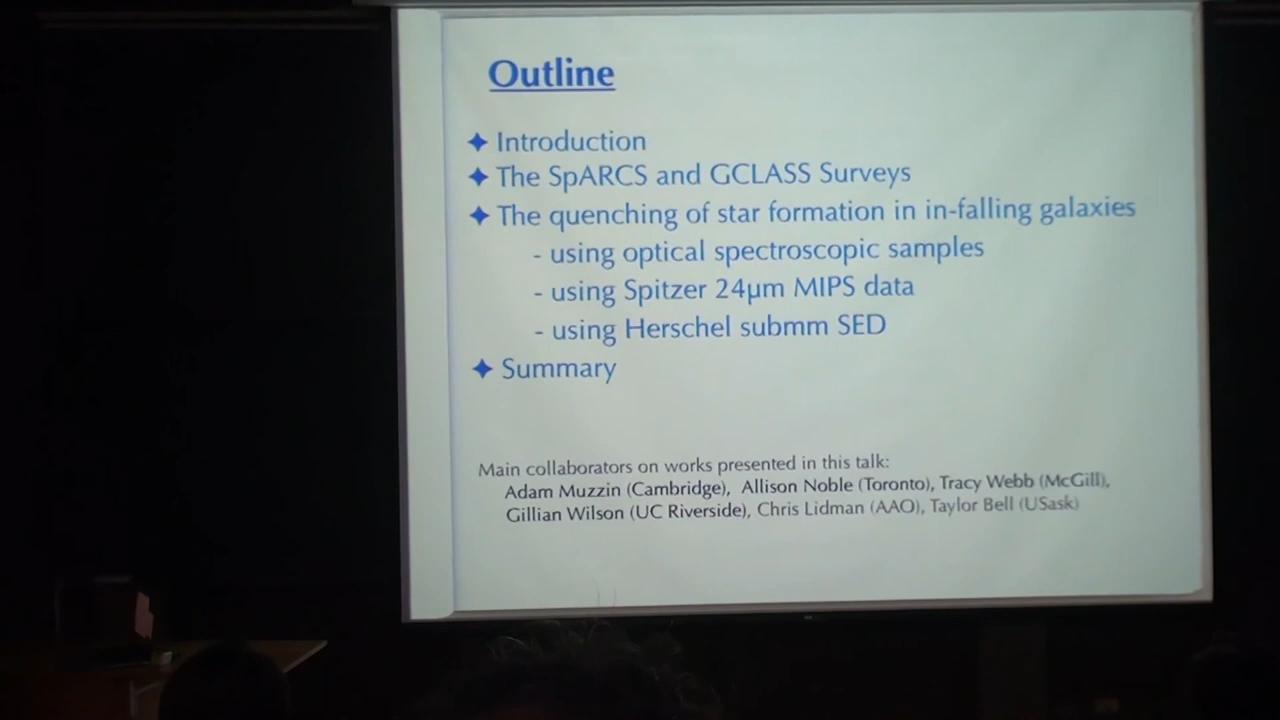 Outline
✦ Introduction
✦ The SpARCS and GCLASS Surveys
✦ The quenching of star formation in in-falling galaxies
- using optical spectroscopic samples
- using Spitzer 24μm MIPS data
- using Herschel submm SED
✦ Summary
Main collaborators on works presented in this talk:
Adam Muzzin (Cambridge), Allison Noble (Toronto), Tracy Webb (McGill),
Gillian Wilson (UC Riverside), Chris Lidman (AAO), Taylor Bell (USask)